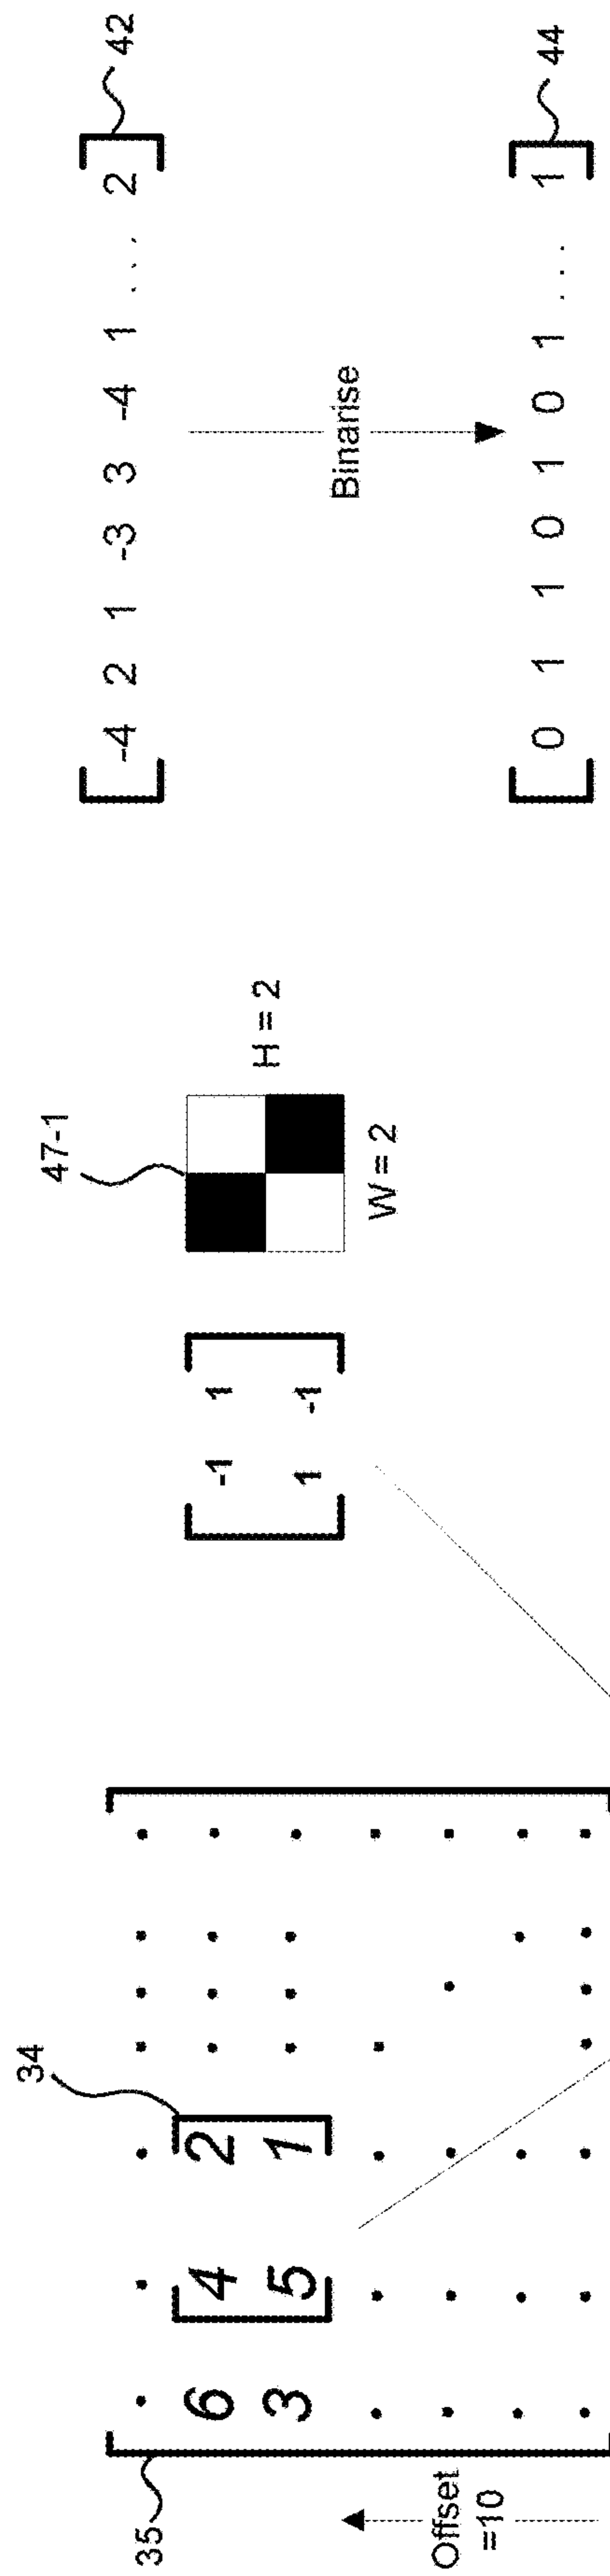 35
34
6 4 2
3 5 1
Offset
=10
-1 1
1 -1
47-1
H = 2
W = 2
-4 2 1 -3 3 -4 1 ... 2
42
Binarise
0 1 1 0 1 0 1 ... 1
44